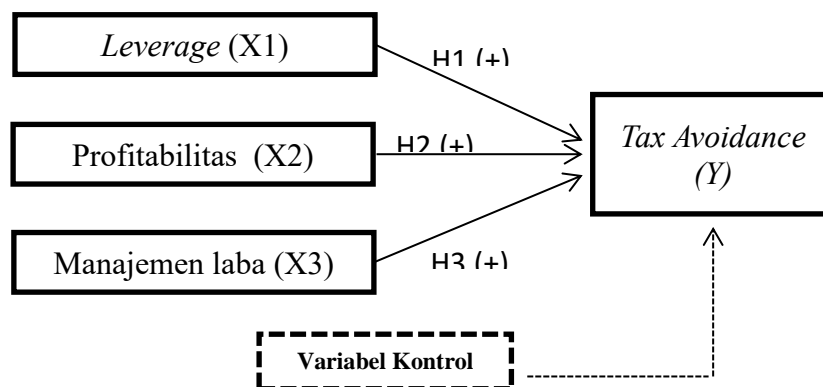 Leverage (X1)
H1 (+)
Profitabilitas (X2)
H2 (+)
Tax Avoidance
(Y)
Manajemen laba (X3)
H3 (+)
Variabel Kontrol